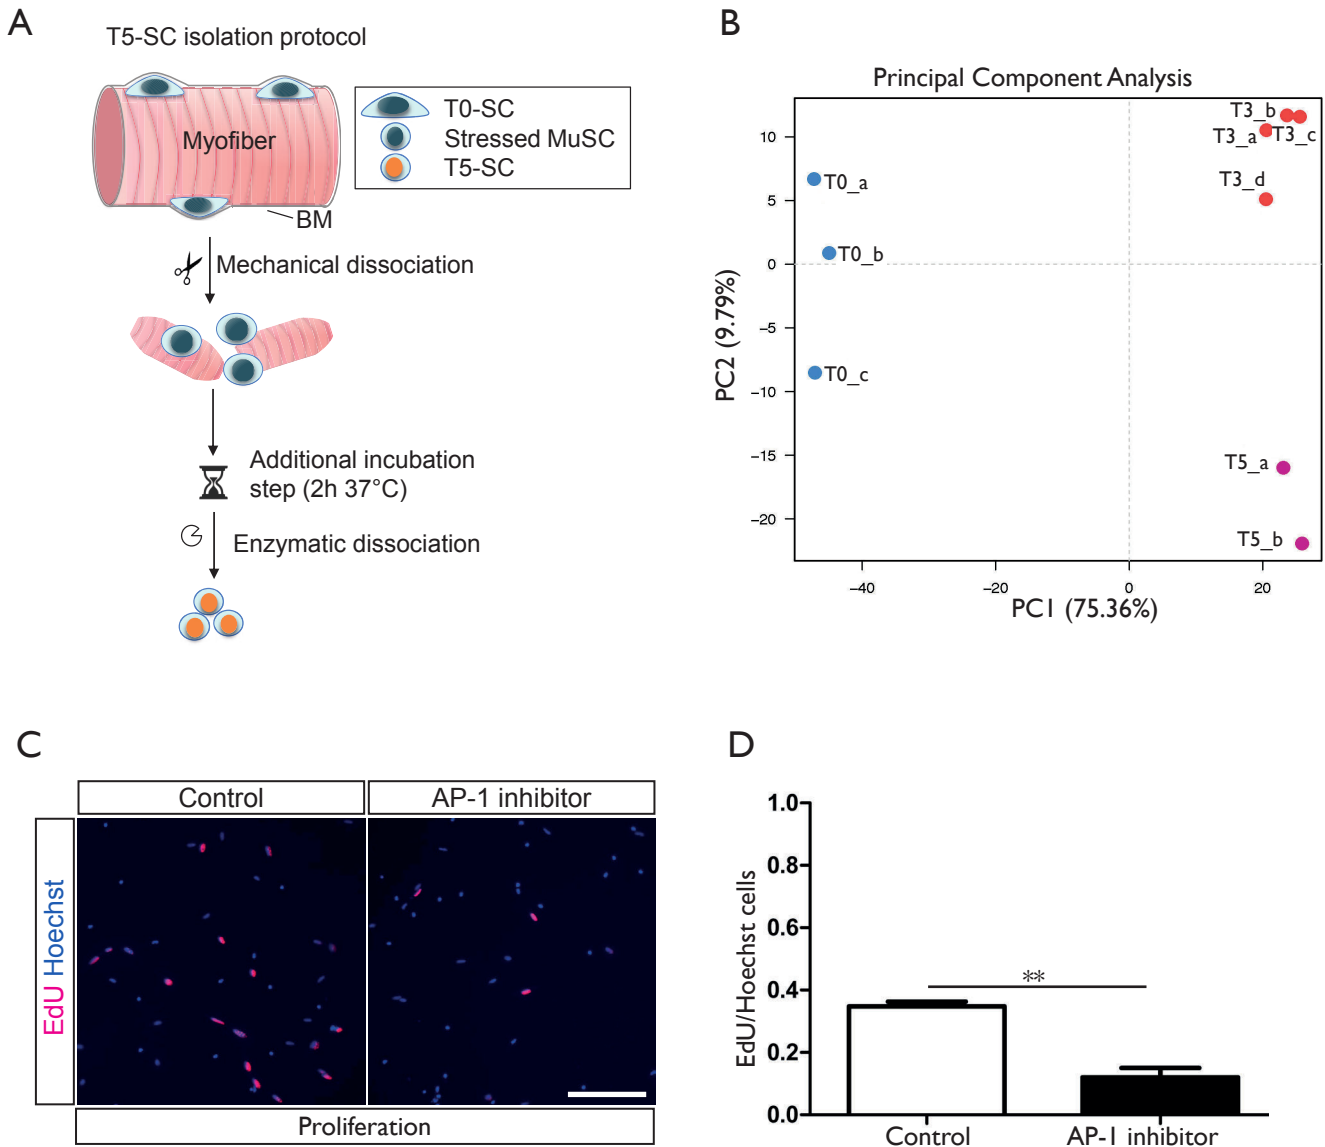 A
T5-SC isolation protocol
Myofiber
BM
T0-SC
Stressed MuSC
T5-SC
Mechanical dissociation
Additional incubation
step (2h 37°C)
Enzymatic dissociation
B
Principal Component Analysis
PC2 (9.79%)
10
5
0
−5
−10
−15
−20
T0_a
T0_b
T0_c
T3_b
T3_a
T3_c
T3_d
T5_a
T5_b
−40
−20
0
20
PC1 (75.36%)
C
Control
AP-1 inhibitor
EdU Hoechst
Proliferation
D
EdU/Hoechst cells
1.0
0.8
0.6
0.4
0.2
0.0
**
Control
AP-1 inhibitor